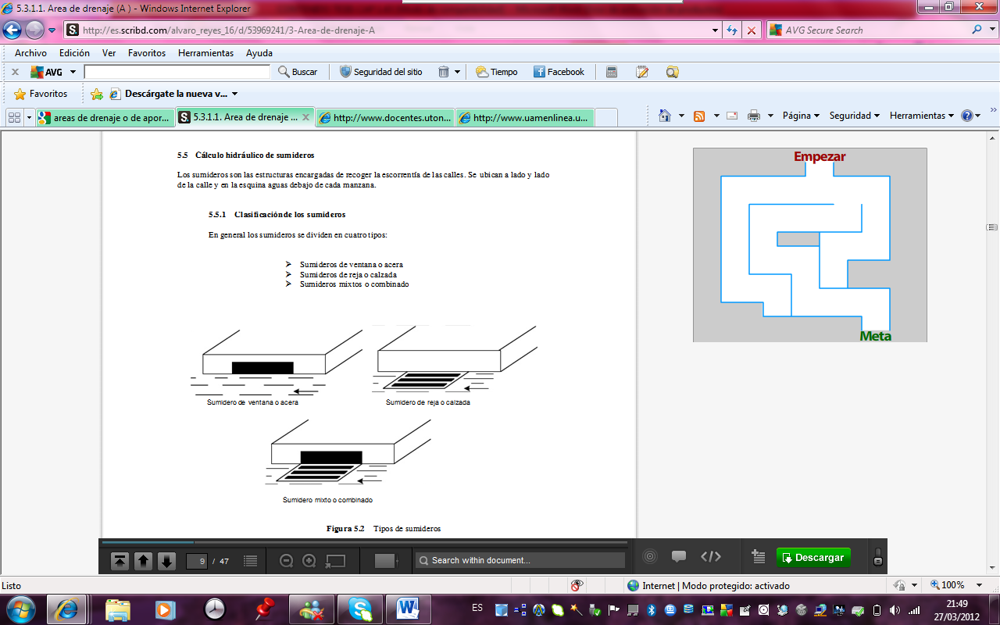 5.3.1.1. Area de drenaje (A ) - Windows Internet Explorer
http://es.scribd.com/alvaro_reyes_16/d/53969241/3-Area-de-drenaje-A
AVG Secure Search
Archivo Edición Ver Favoritos Herramientas Ayuda
AVG Buscar Seguridad del sitio Tiempo Facebook
Favoritos Descárgate la nueva v...
areas de drenaje o de apor... 5.3.1.1. Area de drenaje ... http://www.docentes.uton... http://www.uamenlinea.u... Página Seguridad Herramientas
5.5 Cálculo hidráulico de sumideros
Los sumideros son las estructuras encargadas de recoger la escorrentía de las calles. Se ubican a lado y lado
de la calle y en la esquina aguas debajo de cada manzana.
5.5.1 Clasificación de los sumideros
En general los sumideros se dividen en cuatro tipos:
➢ Sumideros de ventana o acera
➢ Sumideros de reja o calzada
➢ Sumideros mixtos o combinado
Sumidero de ventana o acera
Sumidero de reja o calzada
Sumidero mixto o combinado
Figura 5.2 Tipos de sumideros
Empezar
Meta
9 / 47 Search within document... Descargar
Listo Internet | Modo protegido: activado 100%
ES
21:49
27/03/2012